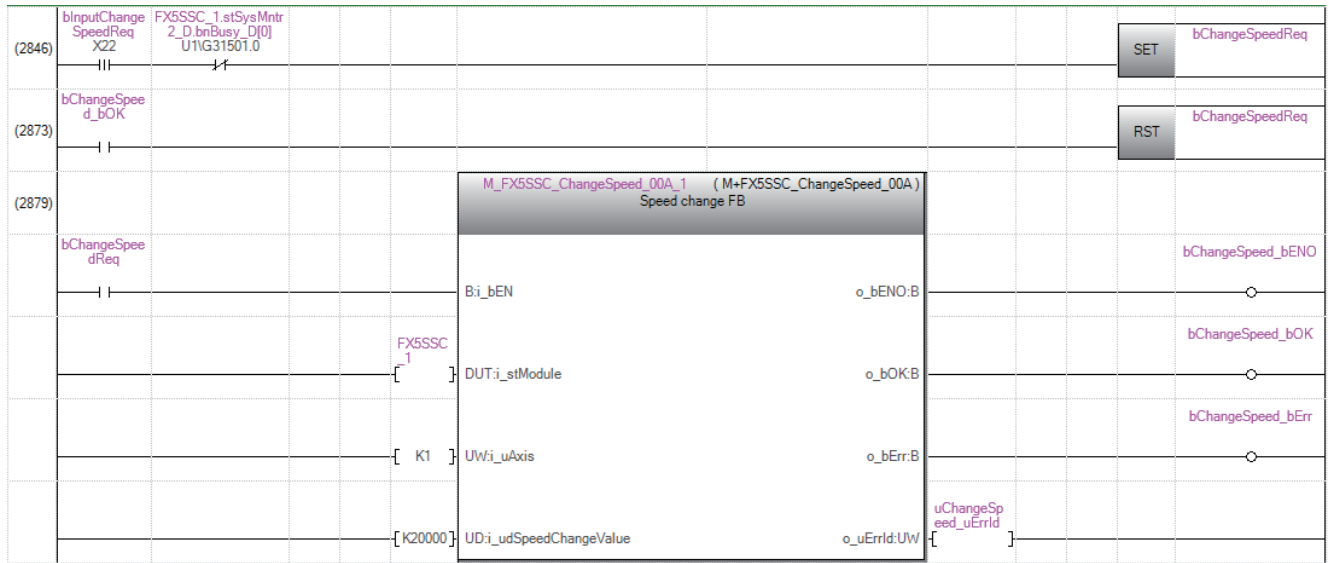 bInputChange
SpeedReq
X22
FX5SSC_1.stSysMntr
2_D.bnBusy_D[0]
U1\G31501.0
(2846)
SET
bChangeSpeedReq
bChangeSpee
d_bOK
(2873)
RST
bChangeSpeedReq
(2879)
M_FX5SSC_ChangeSpeed_00A_1 (M+FX5SSC_ChangeSpeed_00A)
Speed change FB
bChangeSpee
dReq
B:i_bEN
o_bENO:B
bChangeSpeed_bENO
FX5SSC
_1
DUT:i_stModule
o_bOK:B
bChangeSpeed_bOK
K1
UW:i_uAxis
o_bErr:B
bChangeSpeed_bErr
K20000
UD:i_udSpeedChangeValue
o_uErrId:UW
uChangeSp
eed_uErrId